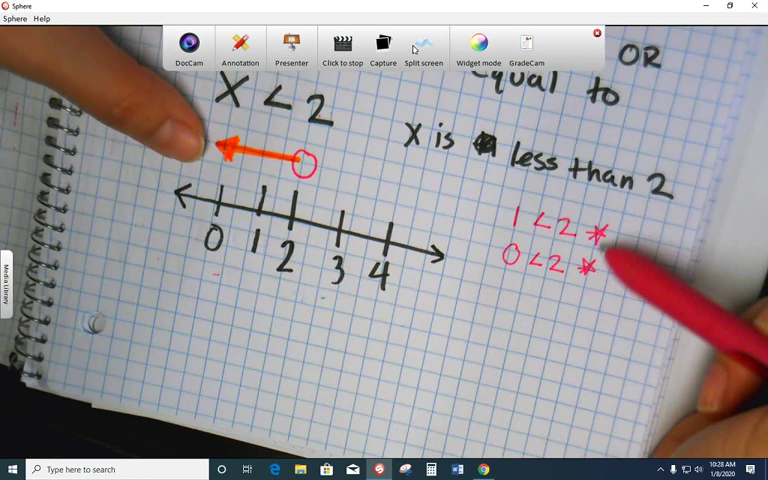 Sphere
Sphere Help
DocCam Annotation Presenter Click to stop Capture Split screen Widget mode GradeCam
OR
equal to
X < 2
X is less than 2
0 1 2 3 4
1 < 2 *
0 < 2 *
Media Library
Type here to search
10:28 AM
1/8/2020